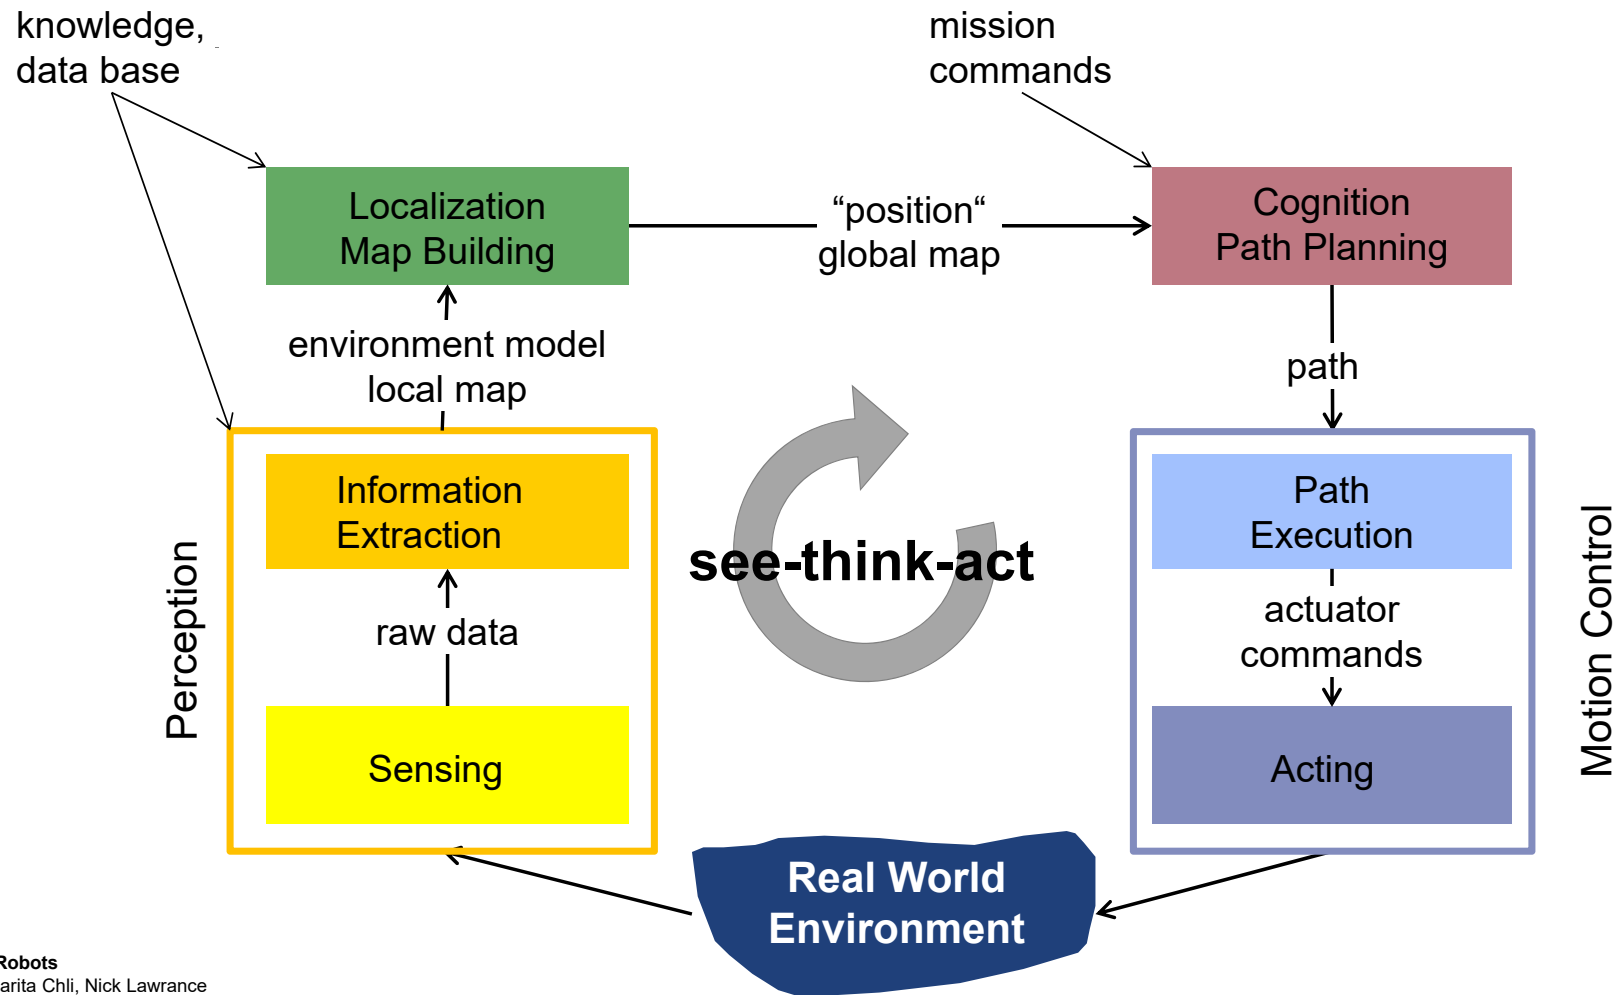 knowledge,
data base
mission
commands
Localization
Map Building
“position“
global map
Cognition
Path Planning
environment model
local map
path
Information
Extraction
see-think-act
Path
Execution
Perception
raw data
actuator
commands
Motion Control
Sensing
Acting
Real World
Environment
Robots
arita Chli, Nick Lawrance